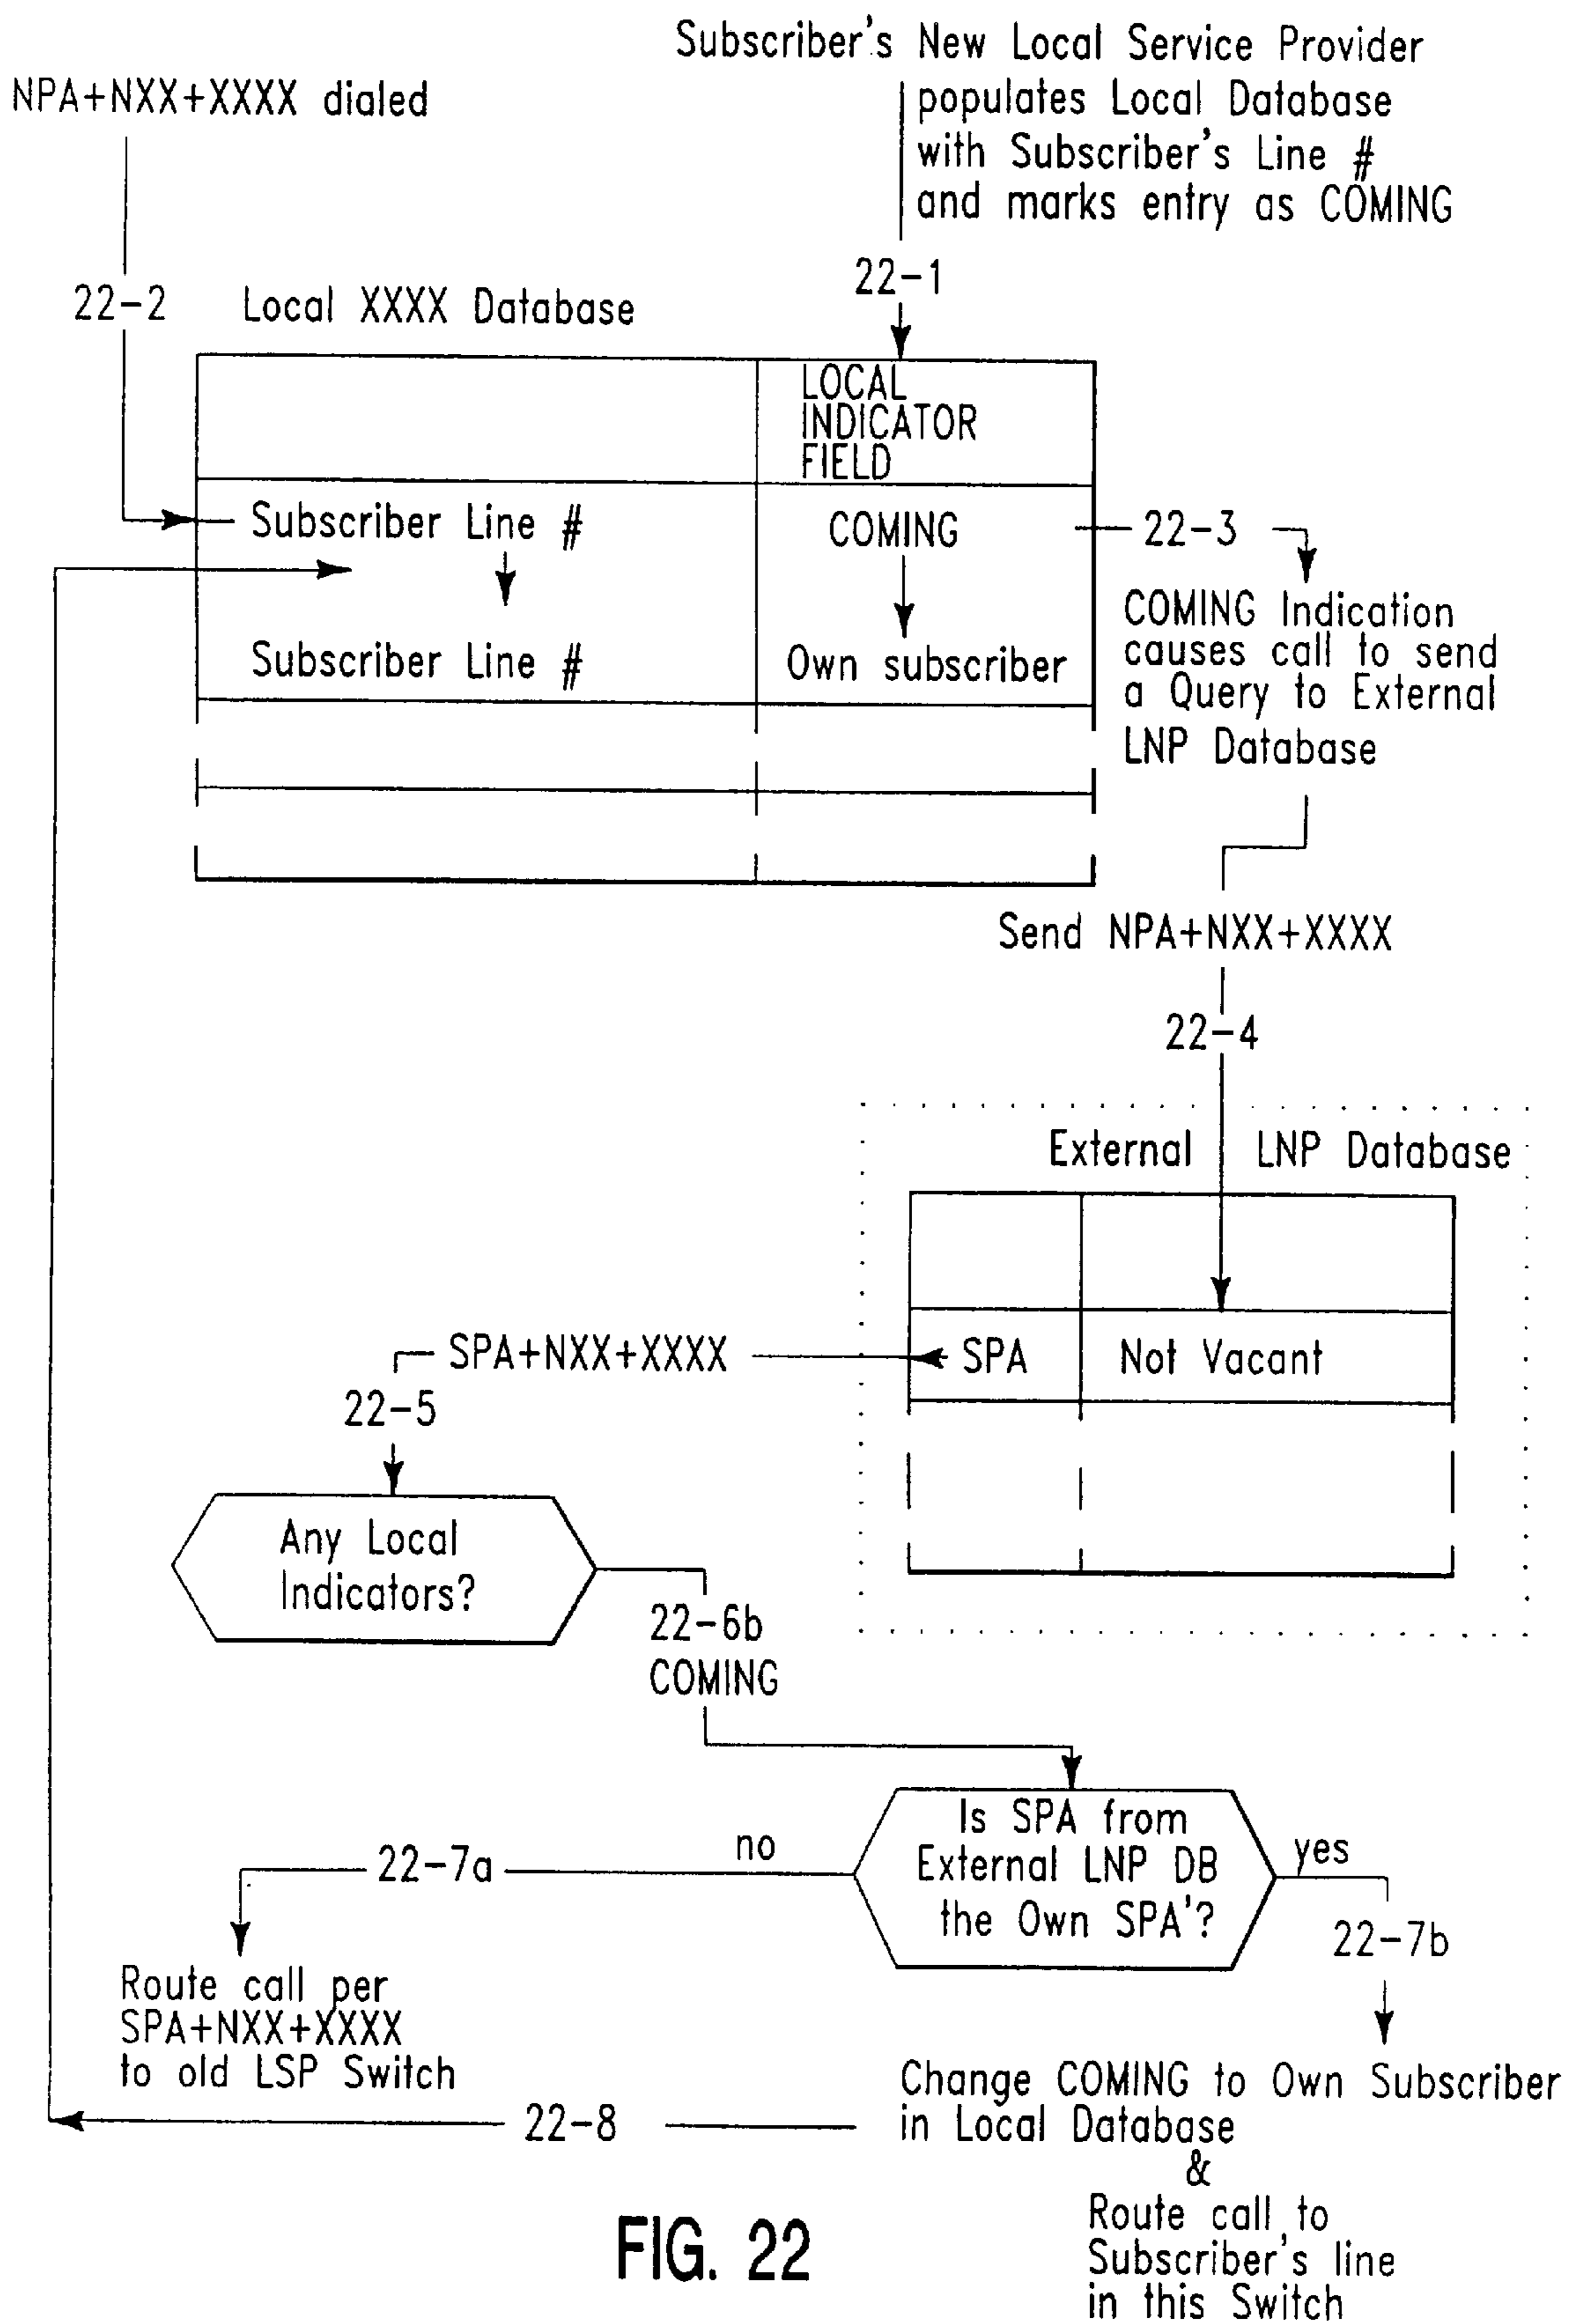 Subscriber's New Local Service Provider
populates Local Database
with Subscriber's Line #
and marks entry as COMING
NPA+NXX+XXXX dialed
22-1
22-2
Local XXXX Database
LOCAL
INDICATOR
FIELD
Subscriber Line #
COMING
22-3
Subscriber Line #
Own subscriber
COMING Indication
causes call to send
a Query to External
LNP Database
Send NPA+NXX+XXXX
22-4
External LNP Database
SPA+NXX+XXXX
SPA
Not Vacant
22-5
Any Local
Indicators?
22-6b
COMING
Is SPA from
External LNP DB
the Own SPA'?
no
yes
22-7a
22-7b
Route call per
SPA+NXX+XXXX
to old LSP Switch
Change COMING to Own Subscriber
in Local Database
&
Route call to
Subscriber's line
in this Switch
22-8
FIG. 22